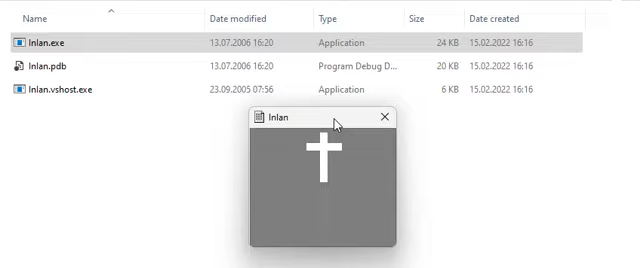 Name Date modified Type Size Date created
Inlan.exe 13.07.2006 16:20 Application 24 KB 15.02.2022 16:16
Inlan.pdb 13.07.2006 16:20 Program Debug D... 20 KB 15.02.2022 16:16
Inlan.vshost.exe 23.09.2005 07:56 Application 6 KB 15.02.2022 16:16
Inlan